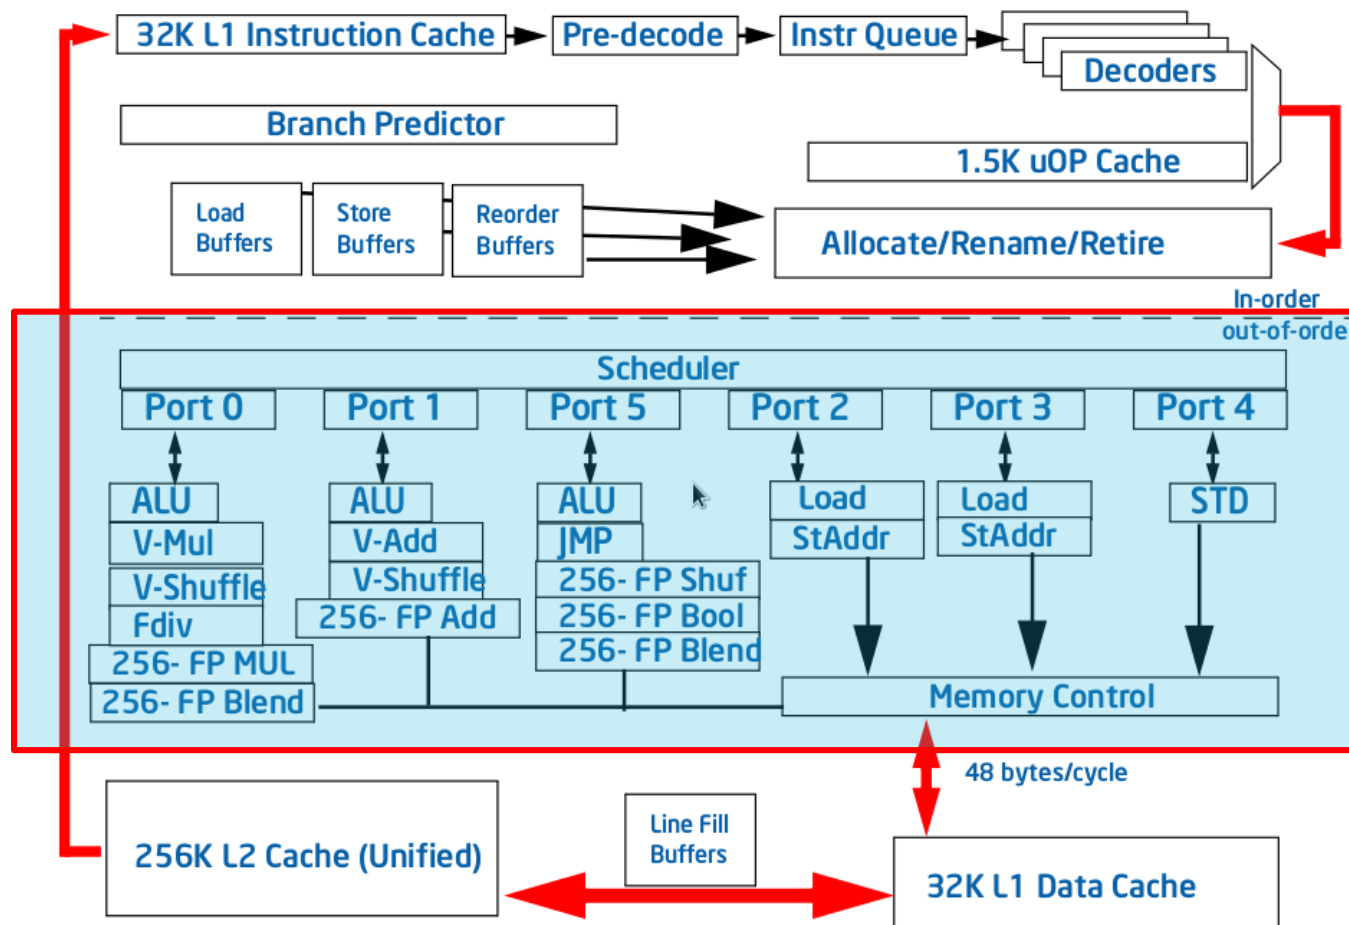 32K L1 Instruction Cache
Pre-decode
Instr Queue
Decoders
Branch Predictor
1.5K uOP Cache
Load
Buffers
Store
Buffers
Reorder
Buffers
Allocate/Rename/Retire
In-order
out-of-orde
Scheduler
Port 0
Port 1
Port 5
Port 2
Port 3
Port 4
ALU
V-Mul
V-Shuffle
Fdiv
256- FP MUL
256- FP Blend
ALU
V-Add
V-Shuffle
256- FP Add
ALU
JMP
256- FP Shuf
256- FP Bool
256- FP Blend
Load
StAddr
Load
StAddr
STD
Memory Control
48 bytes/cycle
256K L2 Cache (Unified)
Line Fill
Buffers
32K L1 Data Cache